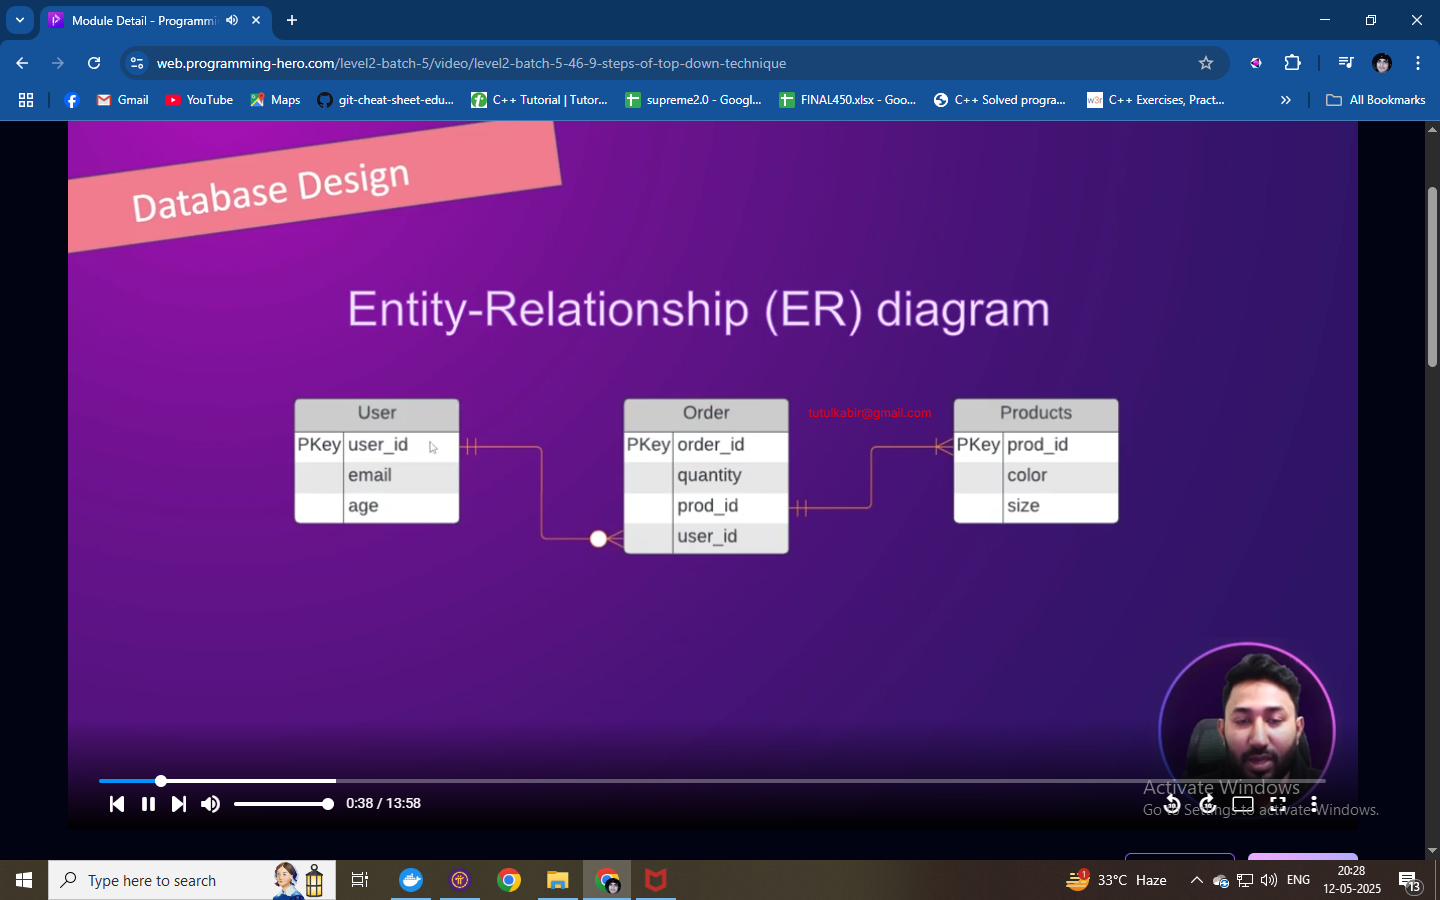 Module Detail - Programmi
web.programming-hero.com/level2-batch-5/video/level2-batch-5-46-9-steps-of-top-down-technique
Gmail
YouTube
Maps
git-cheat-sheet-edu...
C++ Tutorial | Tutor...
supreme2.0 - Googl...
FINAL450.xlsx - Goo...
C++ Solved progra...
w3r
C++ Exercises, Pract...
All Bookmarks
Database Design
Entity-Relationship (ER) diagram
User
PKey user_id
email
age
Order
PKey order_id
quantity
prod_id
user_id
tutulkabir@gmail.com
Products
PKey prod_id
color
size
0:38 / 13:58
Activate Windows
Go to Settings to activate Windows.
Type here to search
1
33°C Haze
ENG
20:28
12-05-2025
13